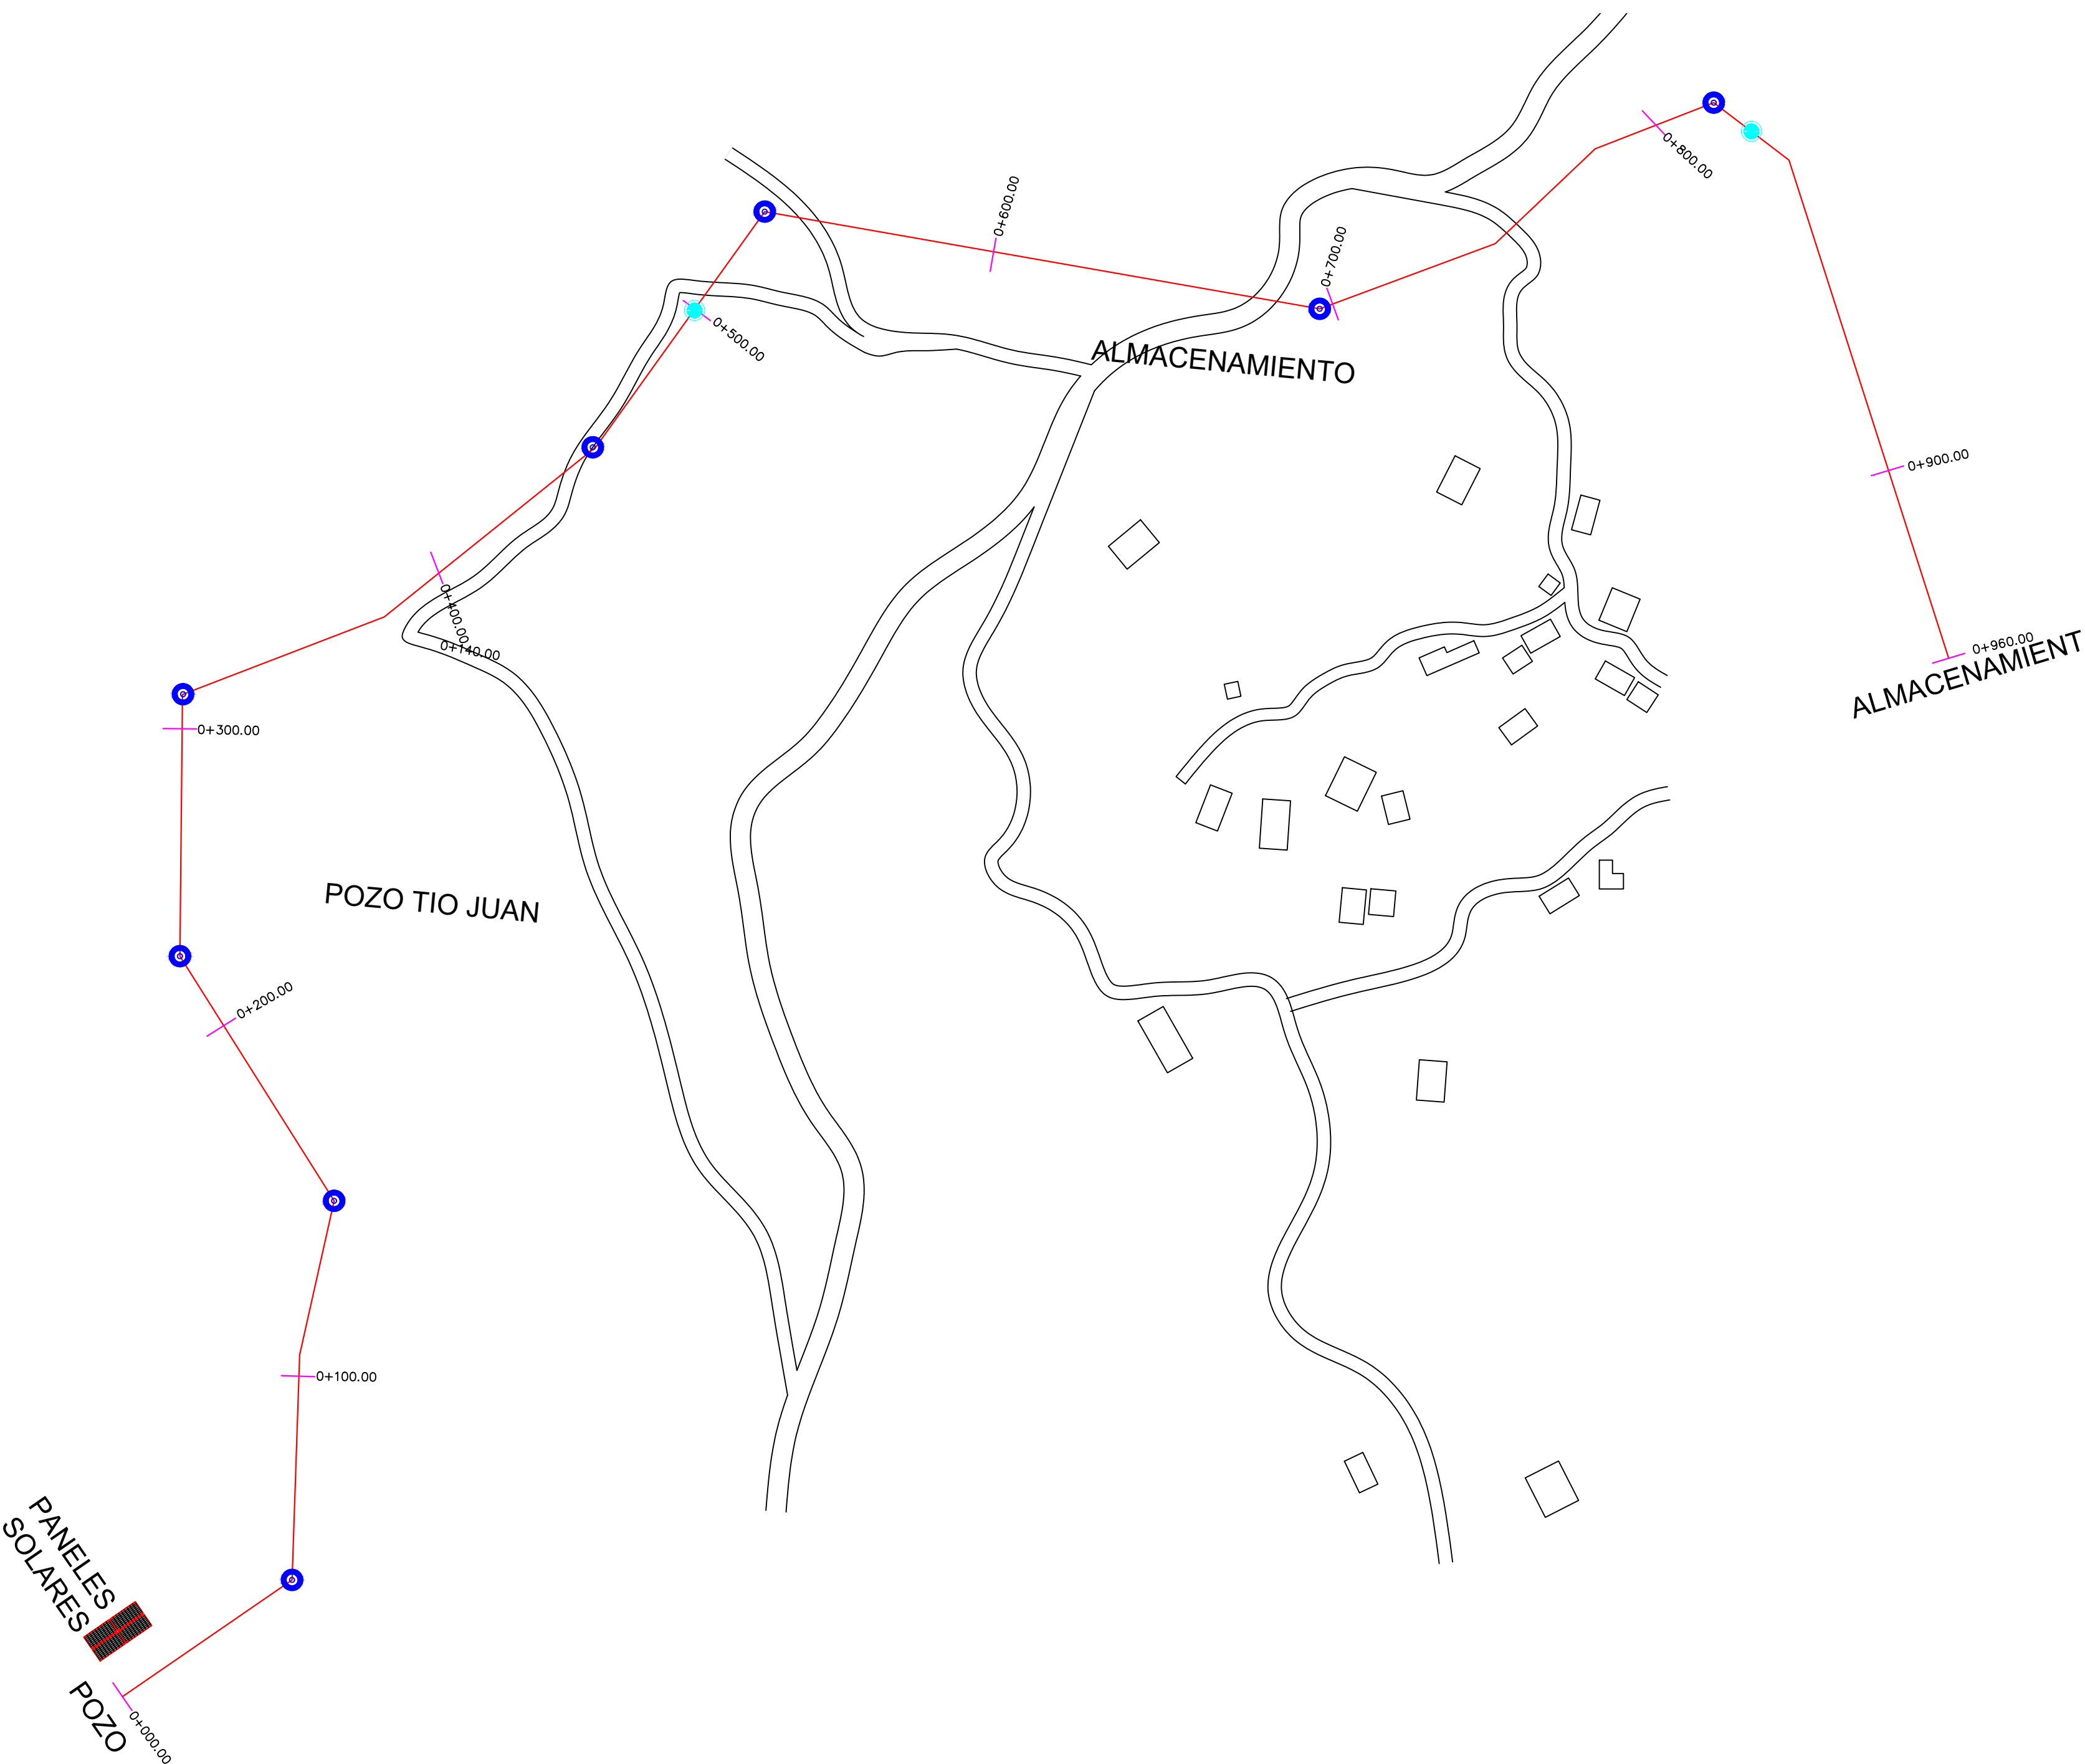 0+800.00
0+600.00
0+700.00
0+500.00
ALMACENAMIENTO
0+900.00
0+400.00
0+140.00
0+960.00
ALMACENAMIENT
0+300.00
POZO TIO JUAN
0+200.00
0+100.00
PANELES
SOLARES
POZO
0+000.00